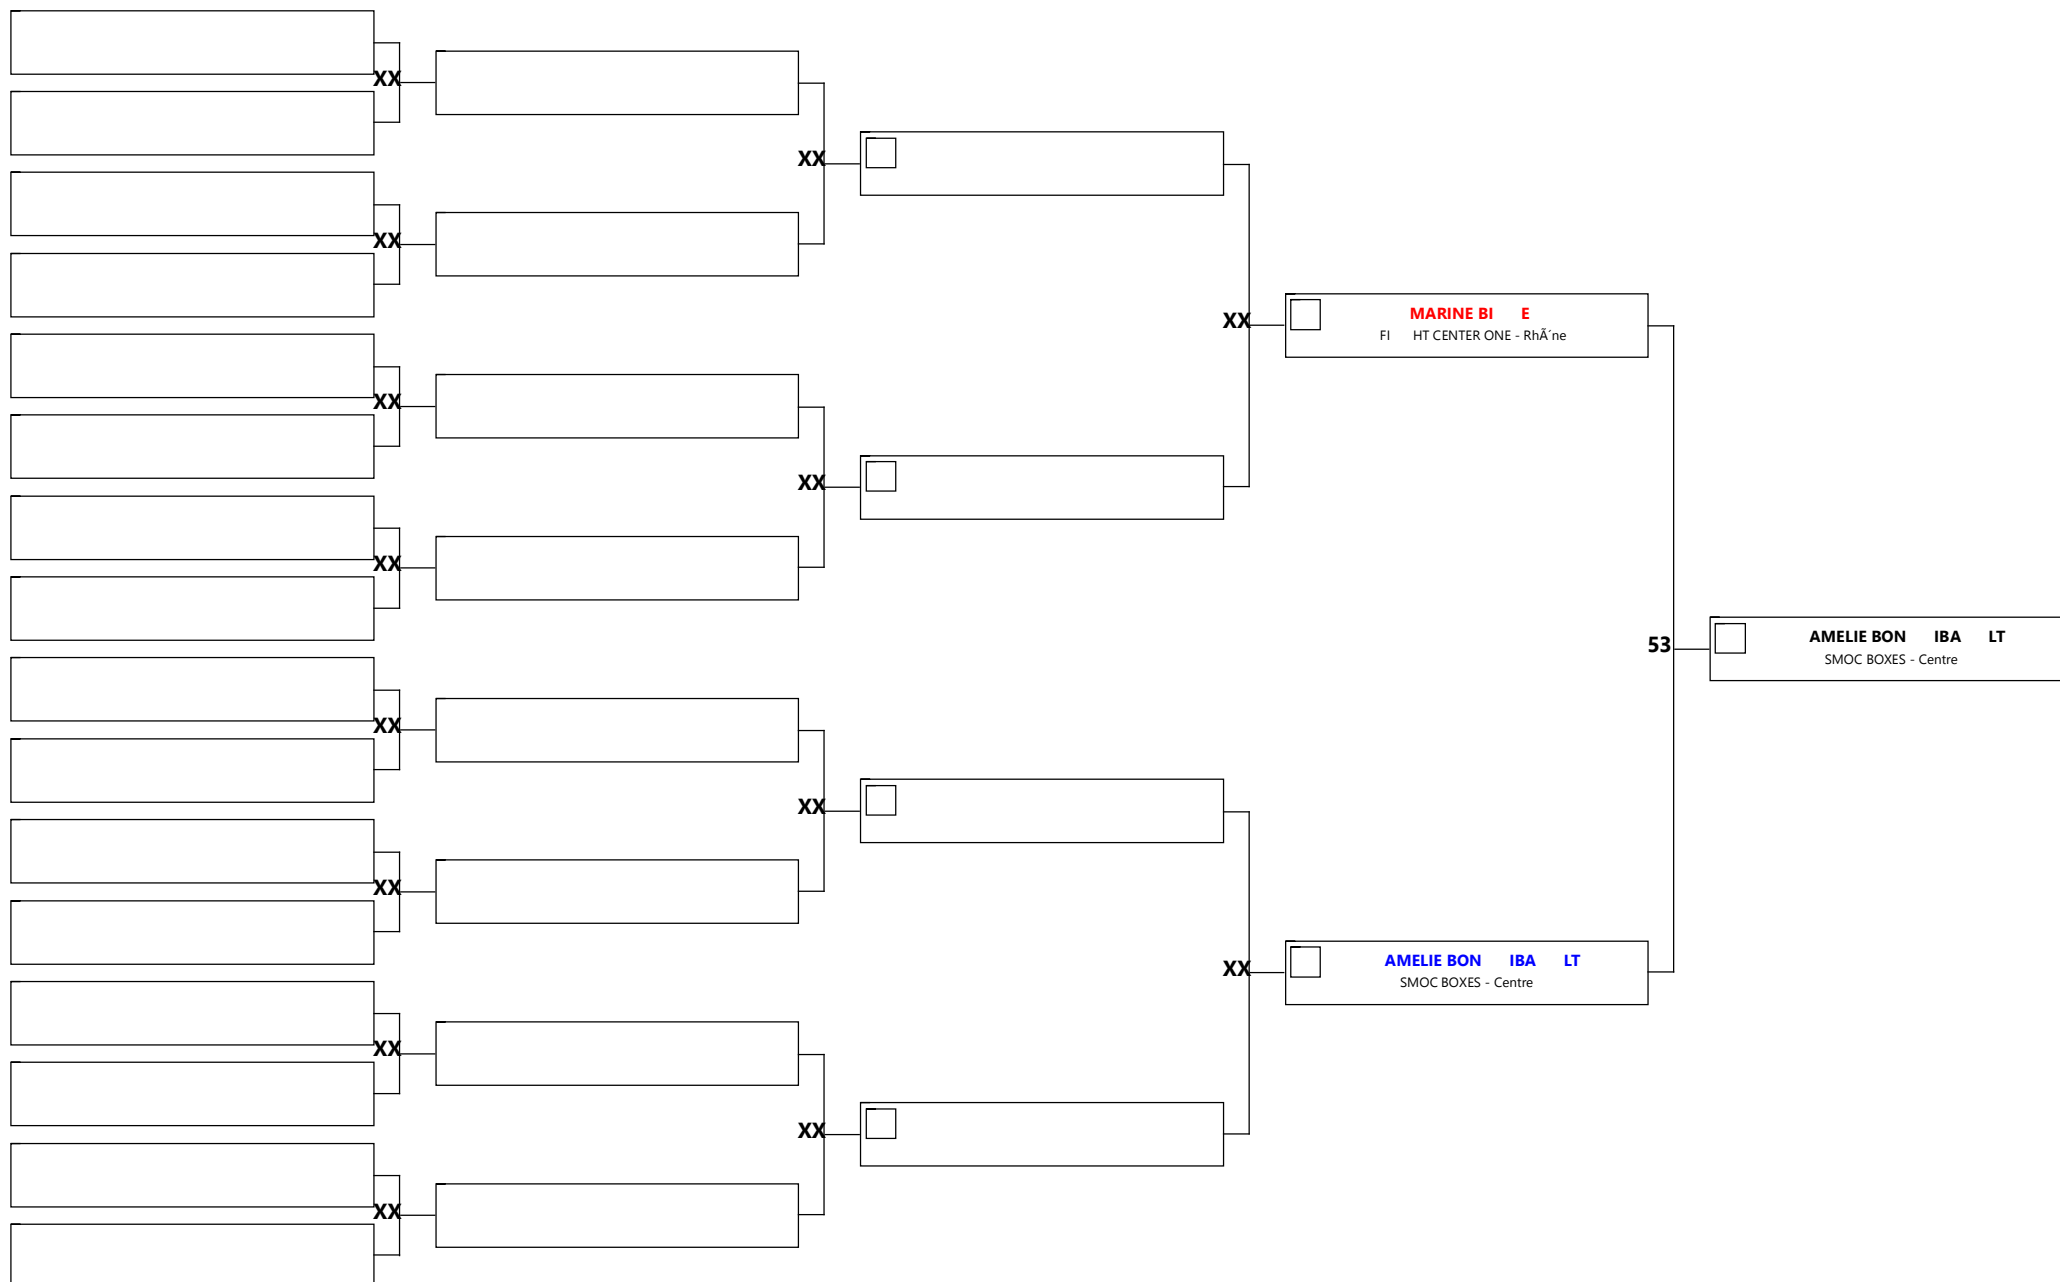 XX
XX
XX
XX
XX
XX
XX
MARINE BI E
FI HT CENTER ONE - RhÃ´ne
XX
XX
53
AMELIE BON IBA LT
SMOC BOXES - Centre
XX
XX
XX
AMELIE BON IBA LT
SMOC BOXES - Centre
XX
XX
XX